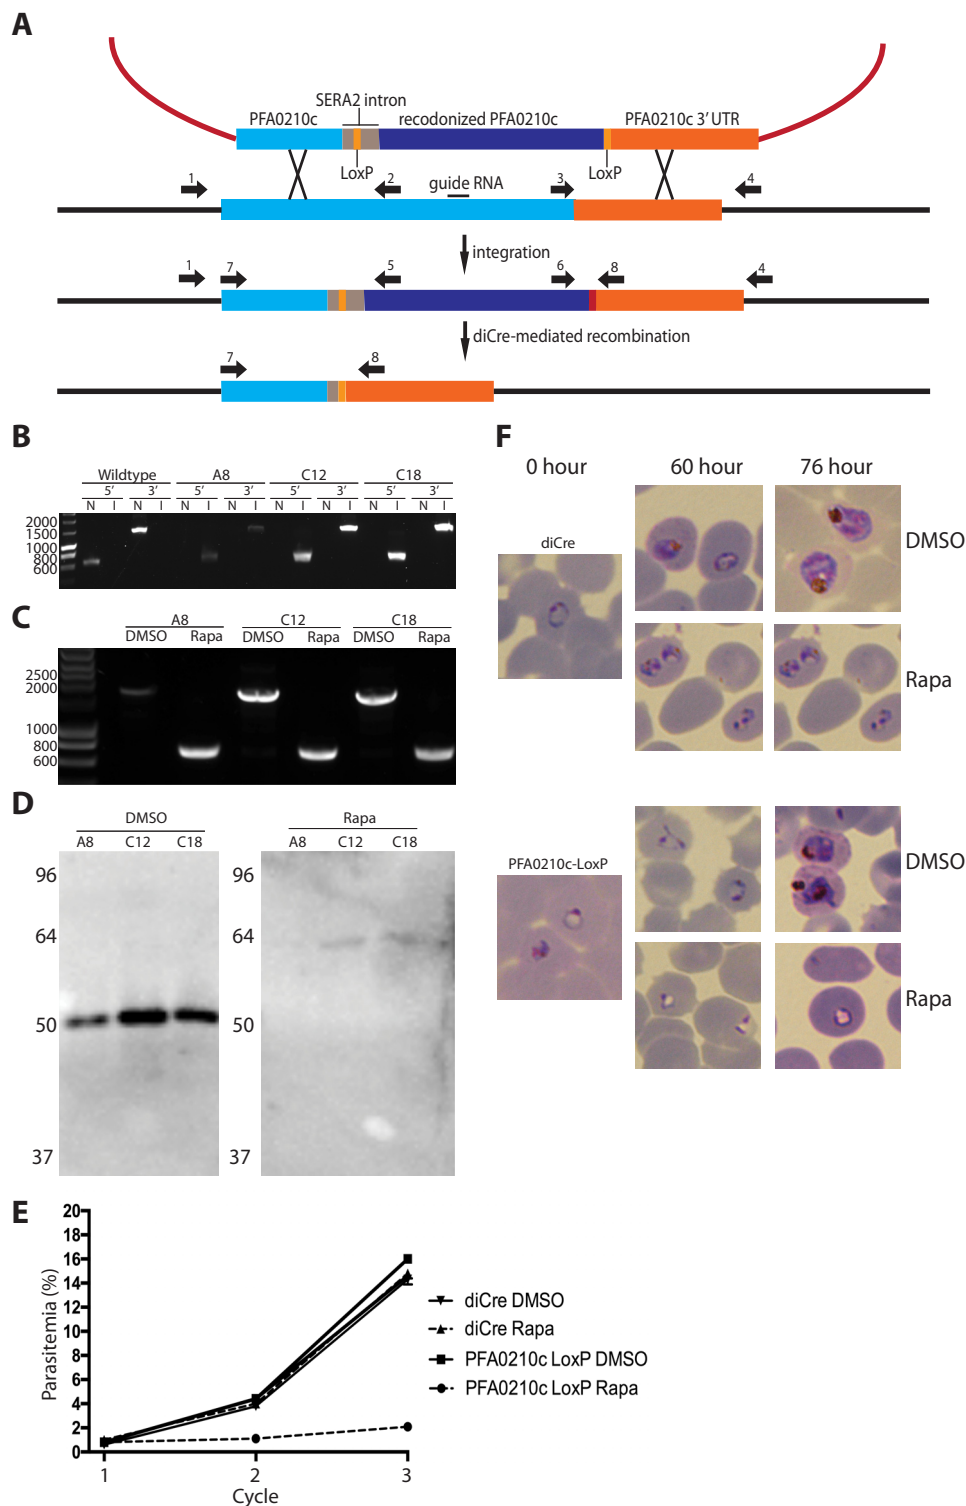 A
SERA2 intron
PFA0210c
recodonized PFA0210c
PFA0210c 3’ UTR
LoxP
LoxP
1
2
guide RNA
3
4
integration
1
7
5
6
8
4
diCre-mediated recombination
7
8
B
Wildtype A8 C12 C18
5’ 3’ 5’ 3’ 5’ 3’ 5’ 3’
N I N I N I N I N I N I N I N I
2000
1500
1000
800
600
C
A8 C12 C18
DMSO Rapa DMSO Rapa DMSO Rapa
2500
2000
1000
800
600
D
DMSO
A8 C12 C18
96
64
50
37
Rapa
A8 C12 C18
96
64
50
37
E
Parasitemia (%)
20
18
16
14
12
10
8
6
4
2
0
1 2 3
Cycle
diCre DMSO
diCre Rapa
PFA0210c LoxP DMSO
PFA0210c LoxP Rapa
F
0 hour 60 hour 76 hour
diCre
DMSO
Rapa
PFA0210c-LoxP
DMSO
Rapa